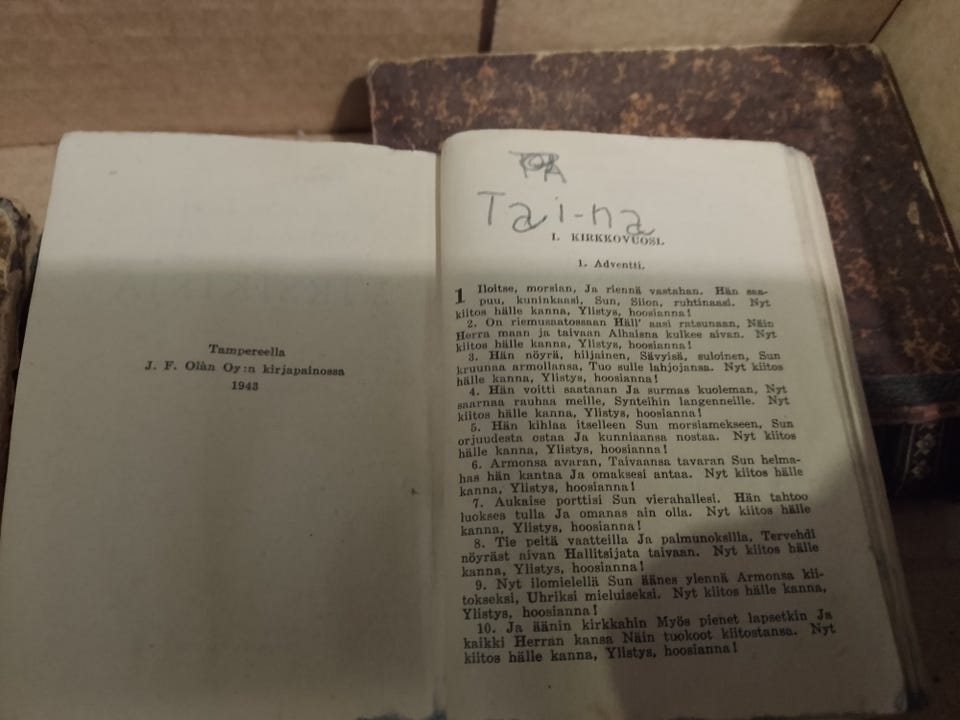 Tampereella
J. F. Olàn Oy:n kirjapainossa
1943
Tai-na
I. KIRKKOVUOSI.
1. Adventti.
1 Iloitse, morsian, Ja riennä vastahan. Hän saa-
puu, kuninkaasi, Sun, Siion, ruhtinaasi. Nyt
kiitos hälle kanna, Ylistys, hoosianna!
2. On riemusaatossaan Häll' aasi ratsunaan, Näin
Herra maan ja taivaan Alhaisna kulkee aivan. Nyt
kiitos hälle kanna, Ylistys, hoosianna!
3. Hän nöyrä, hiljainen, Sävyisä, suloinen, Sun
kruunaa armollansa, Tuo sulle lahjojansa. Nyt kiitos
hälle kanna, Ylistys, hoosianna!
4. Hän voitti saatanan Ja surmas kuoleman, Nyt
saarnaa rauhaa meille, Synteihin langenneille. Nyt
kiitos hälle kanna, Ylistys, hoosianna!
5. Hän kihlaa itselleen Sun morsiamekseen, Sun
orjuudesta ostaa Ja kunniaansa nostaa. Nyt kiitos
hälle kanna, Ylistys, hoosianna!
6. Armonsa avaran, Taivaansa tavaran Sun helma-
has hän kantaa Ja omaksesi antaa. Nyt kiitos hälle
kanna, Ylistys, hoosianna!
7. Aukaise porttisi Sun vierahallesi. Hän tahtoo
luokses tulla Ja omanas ain olla. Nyt kiitos hälle
kanna, Ylistys, hoosianna!
8. Tie peitä vaatteilla Ja palmunoksilla, Tervehdi
nöyräst aivan Hallitsijata taivaan. Nyt kiitos hälle
kanna, Ylistys, hoosianna!
9. Nyt ilomielellä Sun äänes ylennä Armonsa kii-
tokseksi, Uhriksi mieluiseksi. Nyt kiitos hälle kanna,
Ylistys, hoosianna!
10. Ja äänin kirkkahin Myös pienet lapsetkin Ja
kaikki Herran kansa Näin tuokoot kiitostansa. Nyt
kiitos hälle kanna, Ylistys, hoosianna!